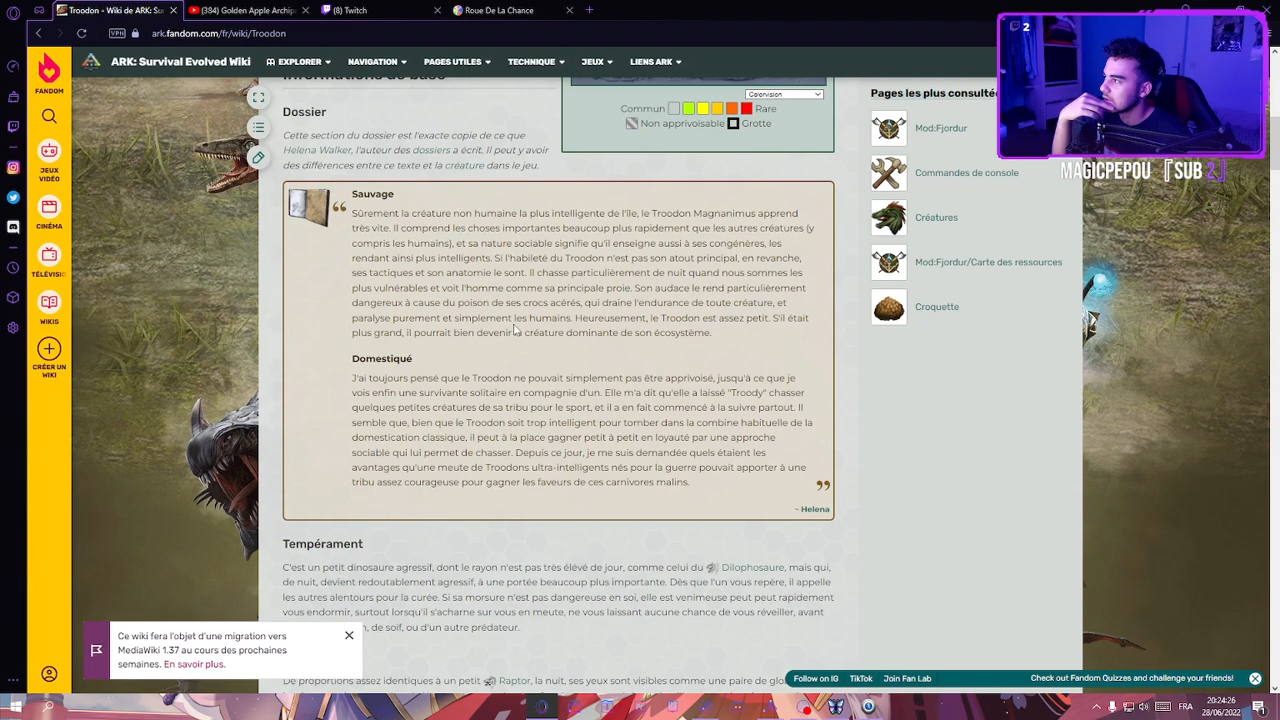 Troodon - ARK Wiki de Su
(384) Golden Age Archip
(2) Twitch
Roue De La Chance
VPN
ark.fandom.com/fr/wiki/Troodon
2
ARK: Survival Evolved Wiki
EXPLORER
NAVIGATION
PAGES UTILES
TECHNIQUE
JEUX
LIENS ARK
FANDOM
JEUX
VIDÉO
CINÉMA
TÉLÉVISI
WIKIS
CRÉER UN
WIKI
Informations de base
Dossier
Cette section du dossier est l'exacte copie de ce que
Helena Walker, l'auteur des dossiers a écrit. Il peut y avoir
des différences entre ce texte et la créature dans le jeu.
Colorvision
Commun Rare
Non apprivoisable Grotte
Sauvage
“ Sûrement la créature non humaine la plus intelligente de l'île, le Troodon Magnanimus apprend
très vite. Il comprend les choses importantes beaucoup plus rapidement que les autres créatures (y
compris les humains), et sa nature sociable signifie qu'il enseigne aussi à ses congénères, les
rendant ainsi plus intelligents. Si l'habileté du Troodon n'est pas son atout principal, en revanche,
ses tactiques et son anatomie le sont. Il chasse particulièrement de nuit quand nous sommes les
plus vulnérables et voit l'homme comme sa principale proie. Son audace le rend particulièrement
dangereux à cause du poison de ses crocs acérés, qui draine l'endurance de toute créature, et
paralyse purement et simplement les humains. Heureusement, le Troodon est assez petit. S'il était
plus grand, il pourrait bien devenir la créature dominante de son écosystème.
Domestiqué
J'ai toujours pensé que le Troodon ne pouvait simplement pas être apprivoisé, jusqu'à ce que je
vois enfin une survivante solitaire en compagnie d'un. Elle m'a dit qu'elle a laissé "Troody" chasser
quelques petites créatures de sa tribu pour le sport, et il a en fait commencé à la suivre partout. Il
semble que, bien que le Troodon soit trop intelligent pour tomber dans la combine habituelle de la
domestication classique, il peut à la place gagner petit à petit en loyauté par une approche
sociable qui lui permet de chasser. Depuis ce jour, je me suis demandée quels étaient les
avantages qu'une meute de Troodons ultra-intelligents nés pour la guerre pouvait apporter à une
tribu assez courageuse pour gagner les faveurs de ces carnivores malins. ”
~ Helena
Tempérament
C'est un petit dinosaure agressif, dont le rayon n'est pas très élevé de jour, comme celui du Dilophosaure, mais qui,
de nuit, devient redoutablement agressif, à une portée beaucoup plus importante. Dès que l'un vous repère, il appelle
les autres alentours pour la curée. Si sa morsure n'est pas dangereuse en soi, elle est venimeuse peut peut rapidement
vous endormir, surtout lorsqu'il s'acharne sur vous en meute, ne vous laissant aucune chance de vous réveiller, avant
de soif, ou d'un autre prédateur.
De proportions assez identiques à un petit Raptor, la nuit, ses yeux sont visibles comme une paire de
Pages les plus consultées
Mod:Fjordur
Commandes de console
Créatures
Mod:Fjordur/Carte des ressources
Croquette
MAGICPEPOU 『SUB 2』
Ce wiki fera l'objet d'une migration vers
MediaWiki 1.37 au cours des prochaines
semaines. En savoir plus.
Follow on IG TikTok Join Fan Lab Check out Fandom Quizzes and challenge your friends!
20:24:26
28/06/2022